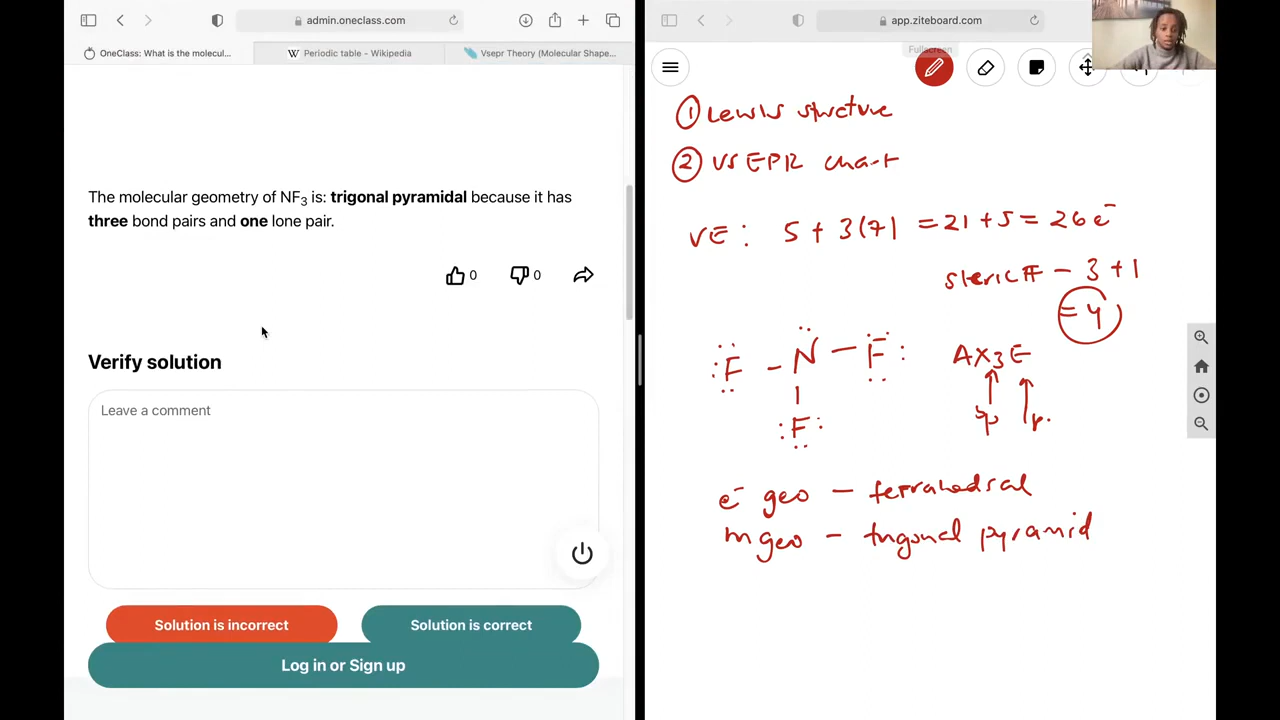 admin.oneclass.com
OneClass: What is the molecul...
Periodic table - Wikipedia
Vsepr Theory (Molecular Shape...
The molecular geometry of NF3 is: trigonal pyramidal because it has
three bond pairs and one lone pair.
0
0
Verify solution
Leave a comment
Solution is incorrect
Solution is correct
Log in or Sign up
app.ziteboard.com
Fullscreen
① Lewis structure
② VSEPR chart
VE: 5 + 3(7) = 21 + 5 = 26e⁻
steric # - 3 + 1
= 4
F - N - F
F
AX3E
e⁻ geo - tetrahedral
m geo - trigonal pyramid